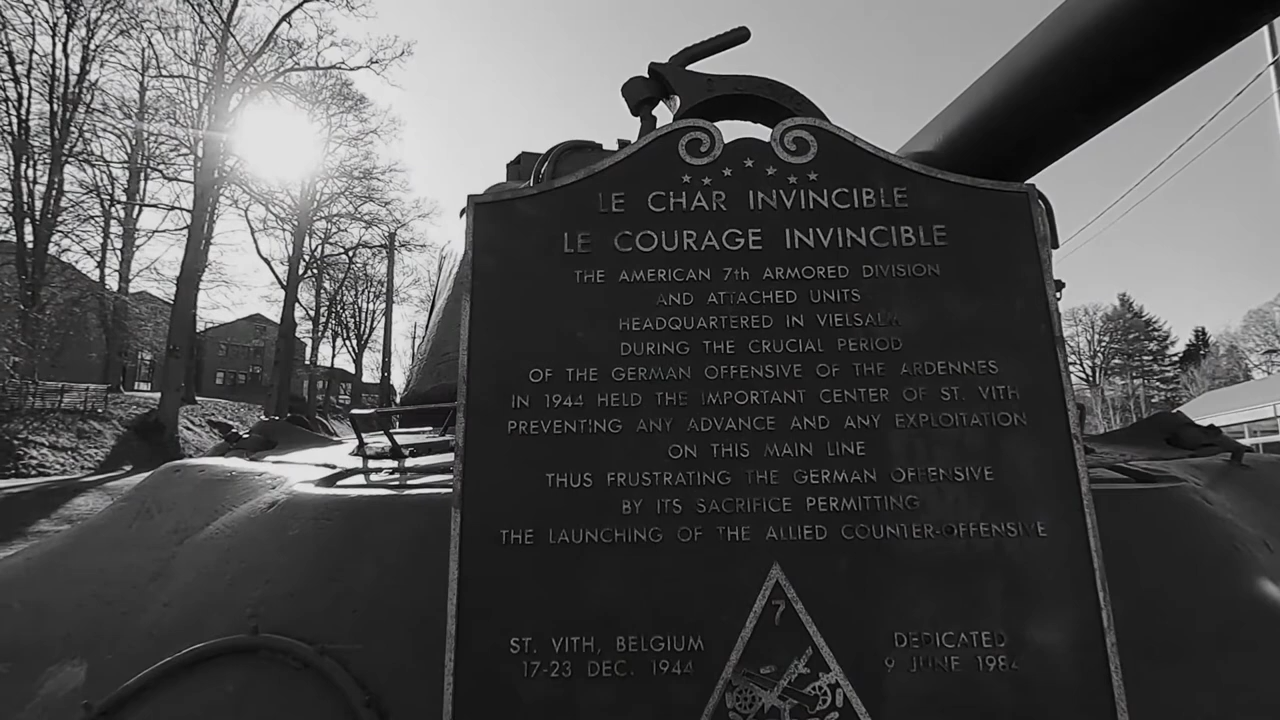 LE CHAR INVINCIBLE
LE COURAGE INVINCIBLE
THE AMERICAN 7th ARMORED DIVISION
AND ATTACHED UNITS
HEADQUARTERED IN VIELSALM
DURING THE CRUCIAL PERIOD
OF THE GERMAN OFFENSIVE OF THE ARDENNES
IN 1944 HELD THE IMPORTANT CENTER OF ST. VITH
PREVENTING ANY ADVANCE AND ANY EXPLOITATION
ON THIS MAIN LINE
THUS FRUSTRATING THE GERMAN OFFENSIVE
BY ITS SACRIFICE PERMITTING
THE LAUNCHING OF THE ALLIED COUNTER-OFFENSIVE
7
ST. VITH, BELGIUM
17-23 DEC. 1944
DEDICATED
9 JUNE 1984